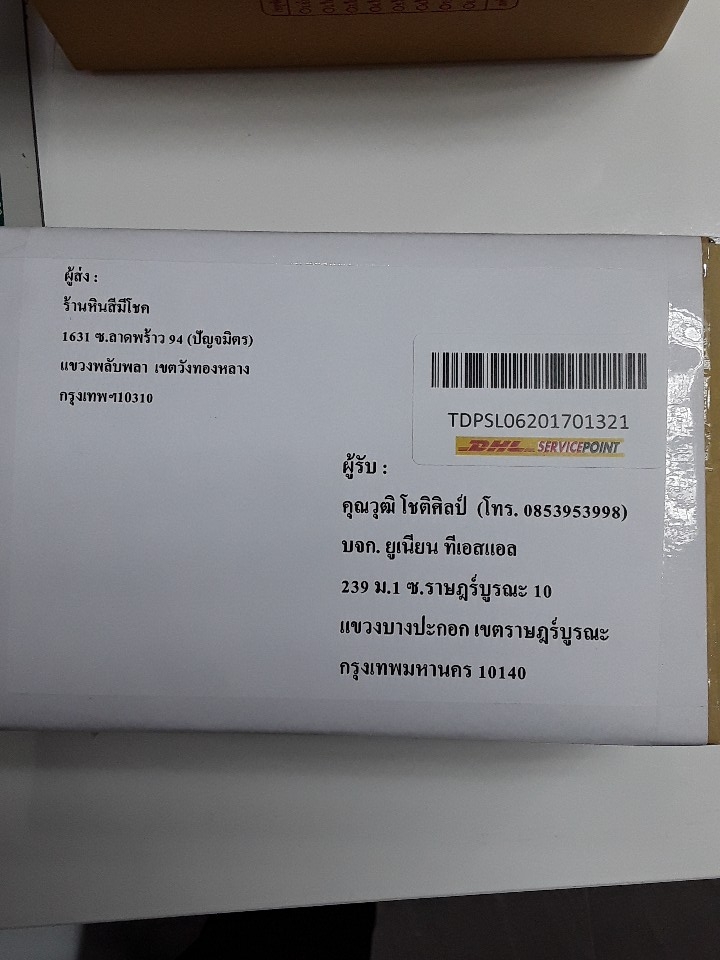 ผู้ส่ง :
ร้านหินสีมีโชค
1631 ซ.ลาดพร้าว 94 (ปัญจมิตร)
แขวงพลับพลา เขตวังทองหลาง
กรุงเทพฯ10310
TDPSL06201701321
DHL SERVICEPOINT
ผู้รับ :
คุณวุฒิ โชติศิลป์ (โทร. 0853953998)
บจก. ยูเนียน ทีเอสแอล
239 ม.1 ซ.ราษฎร์บูรณะ 10
แขวงบางปะกอก เขตราษฎร์บูรณะ
กรุงเทพมหานคร 10140